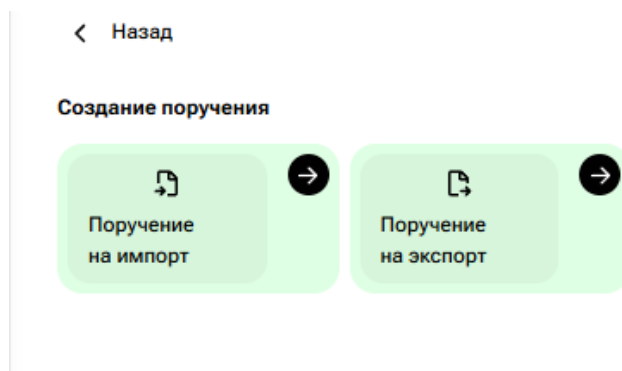 Назад
Создание поручения
Поручение
на импорт
Поручение
на экспорт